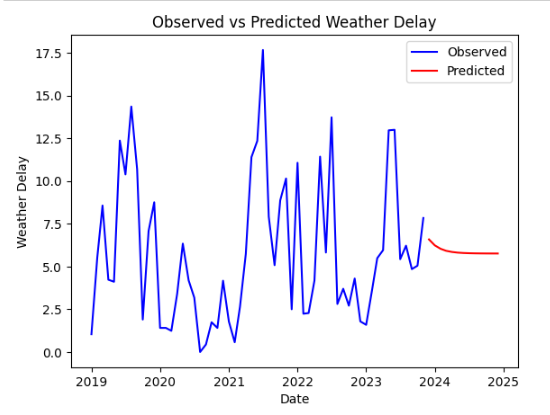 Observed vs Predicted Weather Delay
Observed
Predicted
17.5
15.0
12.5
10.0
7.5
5.0
2.5
0.0
Weather Delay
2019 2020 2021 2022 2023 2024 2025
Date